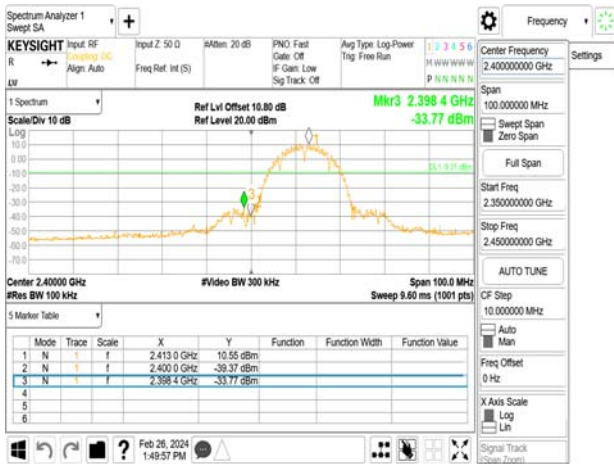 Spectrum Analyzer 1
Swept SA
Frequency
KEYSIGHT
Input: RF
Coupling: DC
Align: Auto
Input Z: 50 Ω
Freq Ref: Int (S)
#Atten: 20 dB
PNO: Fast
Gate: Off
IF Gain: Low
Sig Track: Off
Avg Type: Log-Power
Trig: Free Run
1 2 3 4 5 6
M W W W W W
P N N N N N
R
Center Frequency
2.400000000 GHz
Settings
Span
100.000000 MHz
Swept Span
Zero Span
Full Span
Start Freq
2.350000000 GHz
Stop Freq
2.450000000 GHz
AUTO TUNE
CF Step
10.000000 MHz
Auto
Man
Freq Offset
0 Hz
X Axis Scale
Log
Lin
Signal Track
(Span Zoom)
1 Spectrum
Scale/Div 10 dB
Ref Lvl Offset 10.80 dB
Ref Level 20.00 dBm
Mkr3 2.398 4 GHz
-33.77 dBm
Log
10.0
0.00
-10.0
-20.0
-30.0
-40.0
-50.0
-60.0
-70.0
1
3
Center 2.40000 GHz
#Res BW 100 kHz
#Video BW 300 kHz
Span 100.0 MHz
Sweep 9.60 ms (1001 pts)
5 Marker Table
Mode Trace Scale X Y Function Function Width Function Value
1 N 1 f 2.413 0 GHz 10.55 dBm
2 N 1 f 2.400 0 GHz -39.37 dBm
3 N 1 f 2.398 4 GHz -33.77 dBm
4
5
6
Feb 26, 2024
1:49:57 PM